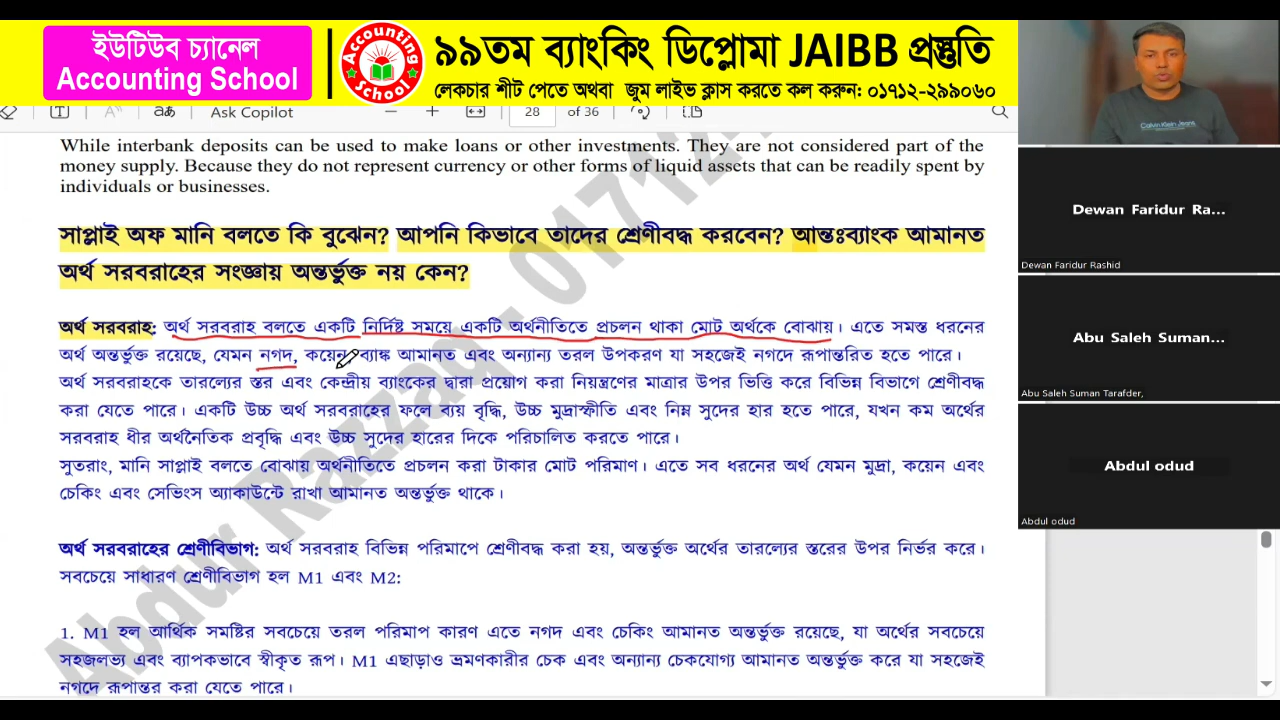 ইউটিউব চ্যানেল
Accounting School
Accounting
School
৯৯তম ব্যাংকিং ডিপ্লোমা JAIBB প্রস্তুতি
লেকচার শীট পেতে অথবা জুম লাইভ ক্লাস করতে কল করুন: ০১৭১২-২৯৯০৬০
Ask Copilot
28 of 36
While interbank deposits can be used to make loans or other investments. They are not considered part of the
money supply. Because they do not represent currency or other forms of liquid assets that can be readily spent by
individuals or businesses.
সাপ্লাই অফ মানি বলতে কি বুঝেন? আপনি কিভাবে তাদের শ্রেণীবদ্ধ করবেন? আন্তঃব্যাংক আমানত
অর্থ সরবরাহের সংজ্ঞায় অন্তর্ভুক্ত নয় কেন?
অর্থ সরবরাহ: অর্থ সরবরাহ বলতে একটি নির্দিষ্ট সময়ে একটি অর্থনীতিতে প্রচলন থাকা মোট অর্থকে বোঝায়। এতে সমস্ত ধরনের
অর্থ অন্তর্ভুক্ত রয়েছে, যেমন নগদ, কয়েন, ব্যাঙ্ক আমানত এবং অন্যান্য তরল উপকরণ যা সহজেই নগদে রূপান্তরিত হতে পারে।
অর্থ সরবরাহকে তারল্যের স্তর এবং কেন্দ্রীয় ব্যাংকের দ্বারা প্রয়োগ করা নিয়ন্ত্রণের মাত্রার উপর ভিত্তি করে বিভিন্ন বিভাগে শ্রেণীবদ্ধ
করা যেতে পারে। একটি উচ্চ অর্থ সরবরাহের ফলে ব্যয় বৃদ্ধি, উচ্চ মুদ্রাস্ফীতি এবং নিম্ন সুদের হার হতে পারে, যখন কম অর্থের
সরবরাহ ধীর অর্থনৈতিক প্রবৃদ্ধি এবং উচ্চ সুদের হারের দিকে পরিচালিত করতে পারে।
সুতরাং, মানি সাপ্লাই বলতে বোঝায় অর্থনীতিতে প্রচলন করা টাকার মোট পরিমাণ। এতে সব ধরনের অর্থ যেমন মুদ্রা, কয়েন এবং
চেকিং এবং সেভিংস অ্যাকাউন্টে রাখা আমানত অন্তর্ভুক্ত থাকে।
অর্থ সরবরাহের শ্রেণীবিভাগ: অর্থ সরবরাহ বিভিন্ন পরিমাপে শ্রেণীবদ্ধ করা হয়, অন্তর্ভুক্ত অর্থের তারল্যের স্তরের উপর নির্ভর করে।
সবচেয়ে সাধারণ শ্রেণীবিভাগ হল M1 এবং M2:
1. M1 হল আর্থিক সমষ্টির সবচেয়ে তরল পরিমাপ কারণ এতে নগদ এবং চেকিং আমানত অন্তর্ভুক্ত রয়েছে, যা অর্থের সবচেয়ে
সহজলভ্য এবং ব্যাপকভাবে স্বীকৃত রূপ। M1 এছাড়াও ভ্রমণকারীর চেক এবং অন্যান্য চেকযোগ্য আমানত অন্তর্ভুক্ত করে যা সহজেই
নগদে রূপান্তর করা যেতে পারে।
Abdur Razzaq - 01712
Calvin Klein Jeans
Dewan Faridur Ra...
Dewan Faridur Rashid
Abu Saleh Suman...
Abu Saleh Suman Tarafder,
Abdul odud
Abdul odud